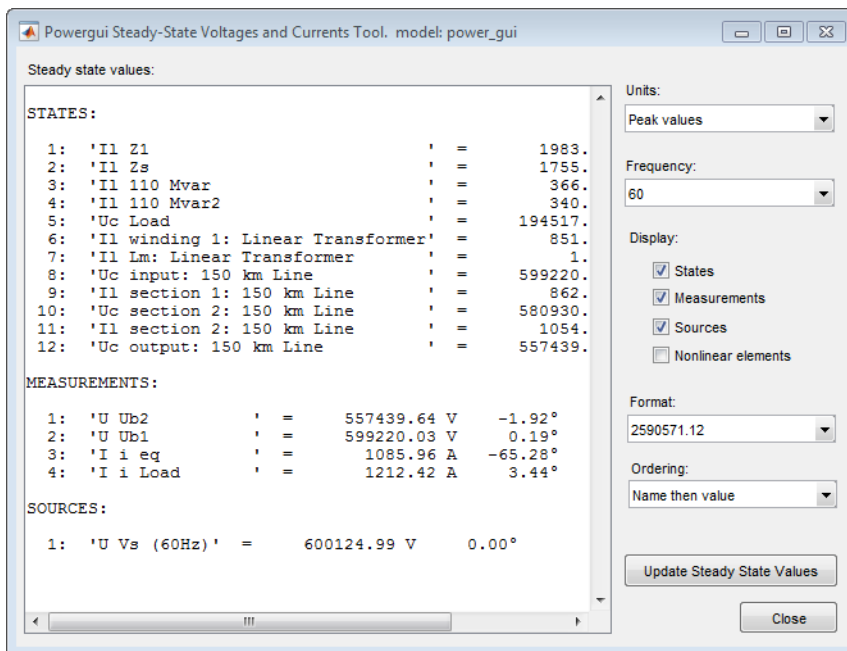 Powergui Steady-State Voltages and Currents Tool.  model: power_gui
Steady state values:
STATES:
1:  'Il Z1                              '  =       1983.
2:  'Il Zs                              '  =       1755.
3:  'Il 110 Mvar                        '  =        366.
4:  'Il 110 Mvar2                       '  =        340.
5:  'Uc Load                            '  =     194517.
6:  'Il winding 1: Linear Transformer'  =        851.
7:  'Il Lm: Linear Transformer          '  =          1.
8:  'Uc input: 150 km Line              '  =     599220.
9:  'Il section 1: 150 km Line          '  =        862.
10:  'Uc section 2: 150 km Line          '  =     580930.
11:  'Il section 2: 150 km Line          '  =       1054.
12:  'Uc output: 150 km Line             '  =     557439.
MEASUREMENTS:
1:  'U Ub2         '  =     557439.64 V    -1.92°
2:  'U Ub1         '  =     599220.03 V     0.19°
3:  'I i eq        '  =       1085.96 A   -65.28°
4:  'I i Load      '  =       1212.42 A     3.44°
SOURCES:
1:  'U Vs (60Hz)'  =     600124.99 V     0.00°
Units:
Peak values
Frequency:
60
Display:
States
Measurements
Sources
Nonlinear elements
Format:
2590571.12
Ordering:
Name then value
Update Steady State Values
Close